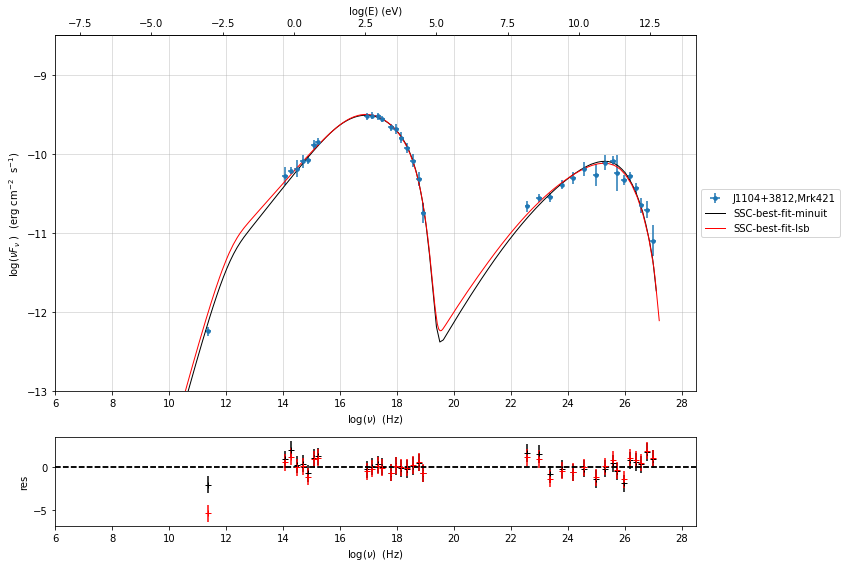 log(E) (eV)
−7.5 −5.0 −2.5 0.0 2.5 5.0 7.5 10.0 12.5
−9
−10
−11
−12
−13
log(νFν ) (erg cm−2 s−1)
J1104+3812,Mrk421
SSC-best-fit-minuit
SSC-best-fit-lsb
6 8 10 12 14 16 18 20 22 24 26 28
log(ν) (Hz)
0
−5
res
6 8 10 12 14 16 18 20 22 24 26 28
log(ν) (Hz)